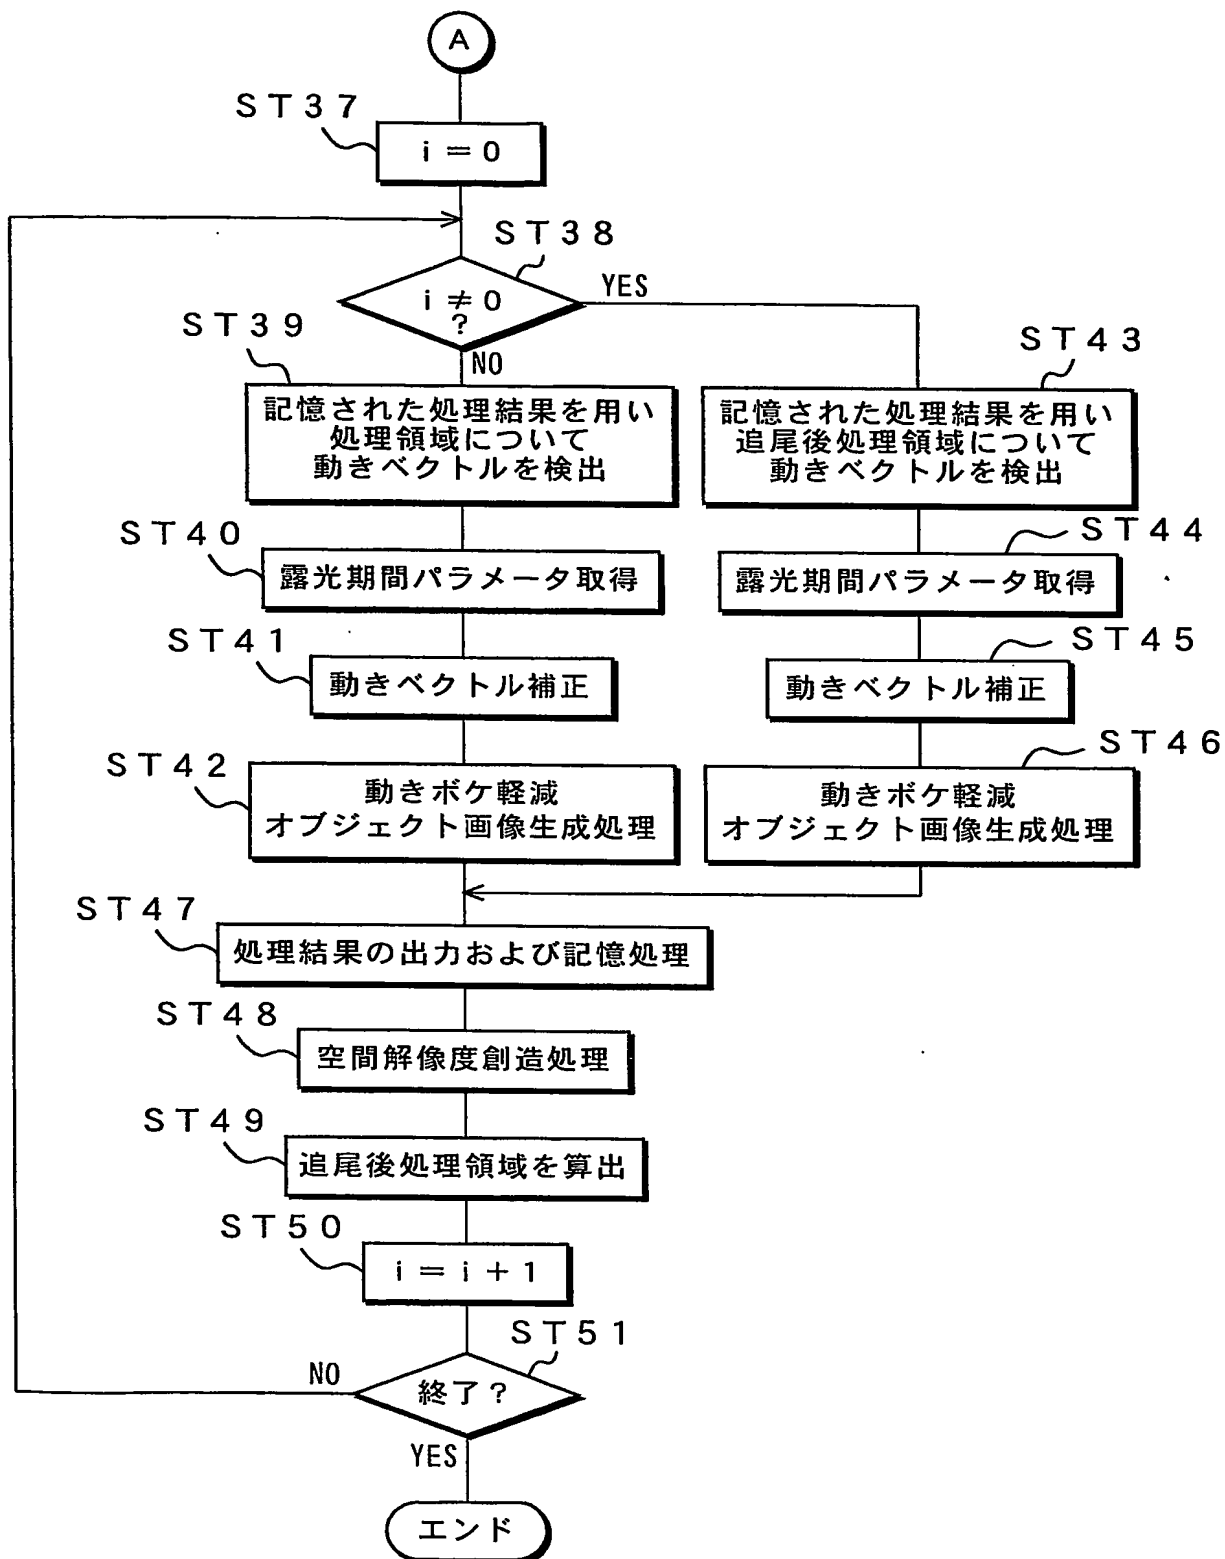 A
ST37
i=0
ST38
i≠0
?
YES
NO
ST39
記憶された処理結果を用い
処理領域について
動きベクトルを検出
ST43
記憶された処理結果を用い
追尾後処理領域について
動きベクトルを検出
ST40
露光期間パラメータ取得
ST44
露光期間パラメータ取得
ST41
動きベクトル補正
ST45
動きベクトル補正
ST42
動きボケ軽減
オブジェクト画像生成処理
ST46
動きボケ軽減
オブジェクト画像生成処理
ST47
処理結果の出力および記憶処理
ST48
空間解像度創造処理
ST49
追尾後処理領域を算出
ST50
i=i+1
ST51
終了?
NO
YES
エンド